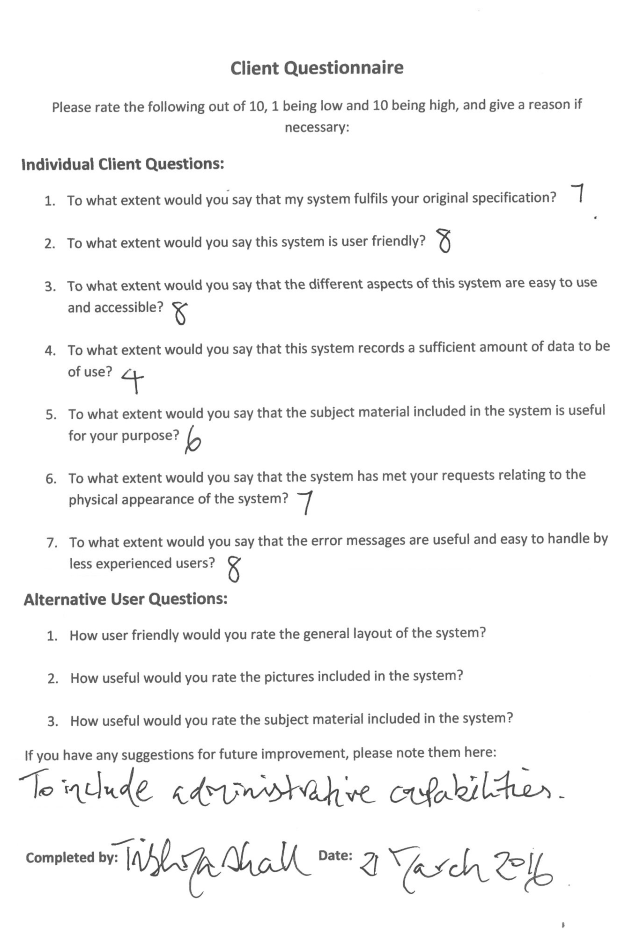 Client Questionnaire
Please rate the following out of 10, 1 being low and 10 being high, and give a reason if
necessary:
Individual Client Questions:
1. To what extent would you say that my system fulfils your original specification? 7
2. To what extent would you say this system is user friendly? 8
3. To what extent would you say that the different aspects of this system are easy to use
and accessible? 8
4. To what extent would you say that this system records a sufficient amount of data to be
of use? 4
5. To what extent would you say that the subject material included in the system is useful
for your purpose? 6
6. To what extent would you say that the system has met your requests relating to the
physical appearance of the system? 7
7. To what extent would you say that the error messages are useful and easy to handle by
less experienced users? 8
Alternative User Questions:
1. How user friendly would you rate the general layout of the system?
2. How useful would you rate the pictures included in the system?
3. How useful would you rate the subject material included in the system?
If you have any suggestions for future improvement, please note them here:
To include administrative capabilities.
Completed by: Date: 21 March 2016